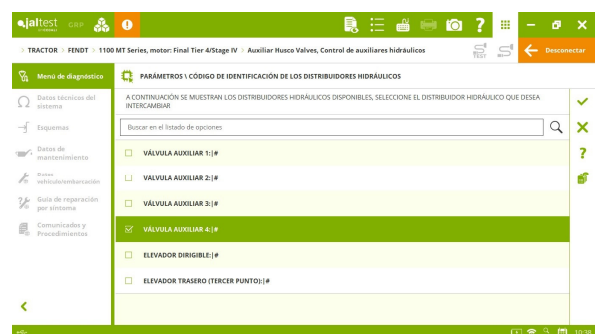 jaltest GRP
TRACTOR > FENDT > 1100 MT Series, motor: Final Tier 4/Stage IV > Auxiliar Husco Valves, Control de auxiliares hidráulicos
TEST
Desconectar
Menú de diagnóstico
Datos técnicos del
sistema
Esquemas
Datos de
mantenimiento
Datos
vehículo/embarcación
Guía de reparación
por síntoma
Comunicados y
Procedimientos
PARÁMETROS \ CÓDIGO DE IDENTIFICACIÓN DE LOS DISTRIBUIDORES HIDRÁULICOS
A CONTINUACIÓN SE MUESTRAN LOS DISTRIBUIDORES HIDRÁULICOS DISPONIBLES, SELECCIONE EL DISTRIBUIDOR HIDRÁULICO QUE DESEA
INTERCAMBIAR
Buscar en el listado de opciones
VÁLVULA AUXILIAR 1:|#
VALVULA AUXILIAR 2:|#
VÁLVULA AUXILIAR 3:|#
VÁLVULA AUXILIAR 4:|#
ELEVADOR DIRIGIBLE:|#
ELEVADOR TRASERO (TERCER PUNTO):|#
10:38